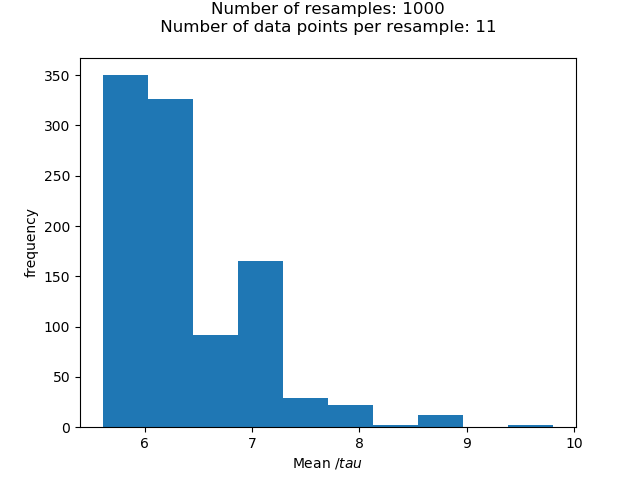 Number of resamples: 1000
Number of data points per resample: 11
350
300
250
200
150
100
50
0
frequency
6 7 8 9 10
Mean /tau